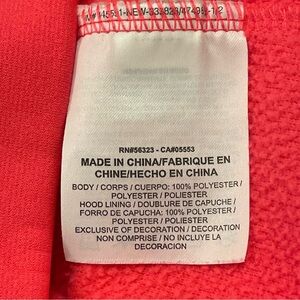 RN#56323 - CA#05553
MADE IN CHINA/FABRIQUE EN
CHINE/HECHO EN CHINA
BODY / CORPS / CUERPO: 100% POLYESTER /
POLYESTER / POLIESTER
HOOD LINING / DOUBLURE DE CAPUCHE /
FORRO DE CAPUCHA: 100% POLYESTER /
POLYESTER / POLIESTER
EXCLUSIVE OF DECORATION / DECORATION
NON COMPRISE / NO INCLUYE LA
DECORACION